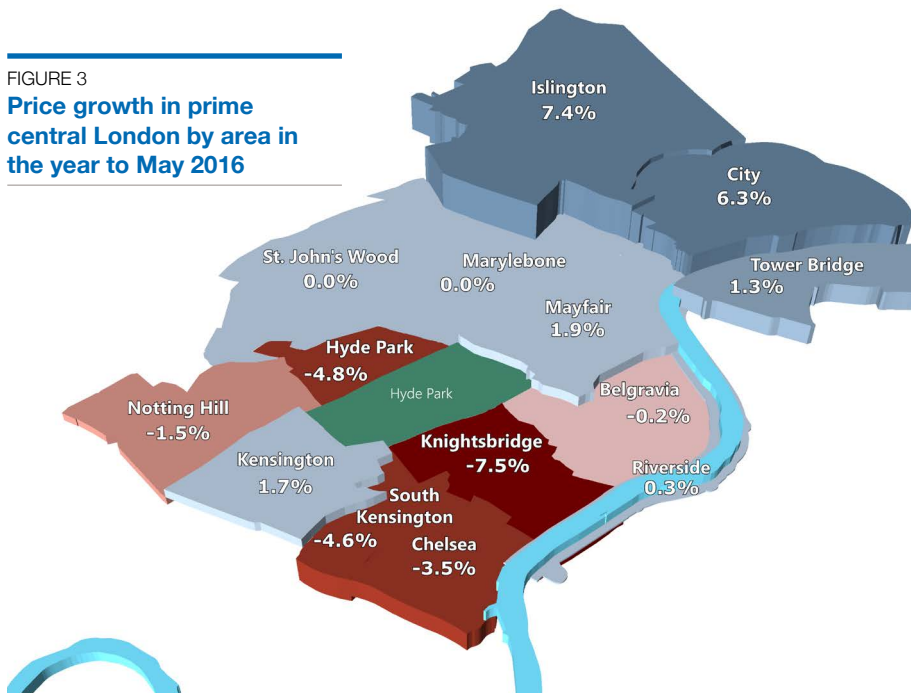 FIGURE 3
Price growth in prime
central London by area in
the year to May 2016
Islington
7.4%
City
6.3%
Tower Bridge
1.3%
St. John's Wood
0.0%
Marylebone
0.0%
Mayfair
1.9%
Hyde Park
-4.8%
Hyde Park
Notting Hill
-1.5%
Belgravia
-0.2%
Knightsbridge
-7.5%
Kensington
1.7%
Riverside
0.3%
South
Kensington
-4.6%
Chelsea
-3.5%